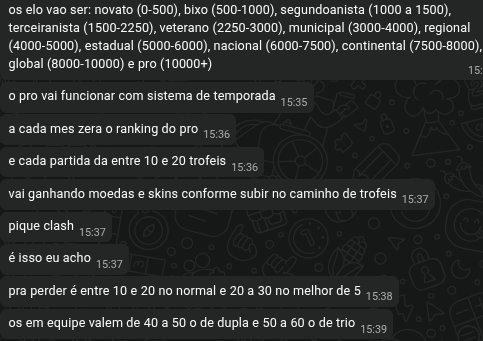 os elo vao ser: novato (0-500), bixo (500-1000), segundoanista (1000 a 1500),
terceiranista (1500-2250), veterano (2250-3000), municipal (3000-4000), regional
(4000-5000), estadual (5000-6000), nacional (6000-7500), continental (7500-8000),
global (8000-10000) e pro (10000+)
15:
o pro vai funcionar com sistema de temporada 15:35
a cada mes zera o ranking do pro 15:36
e cada partida da entre 10 e 20 trofeis 15:36
vai ganhando moedas e skins conforme subir no caminho de trofeis 15:37
pique clash 15:37
é isso eu acho 15:37
pra perder é entre 10 e 20 no normal e 20 a 30 no melhor de 5 15:38
os em equipe valem de 40 a 50 o de dupla e 50 a 60 o de trio 15:39